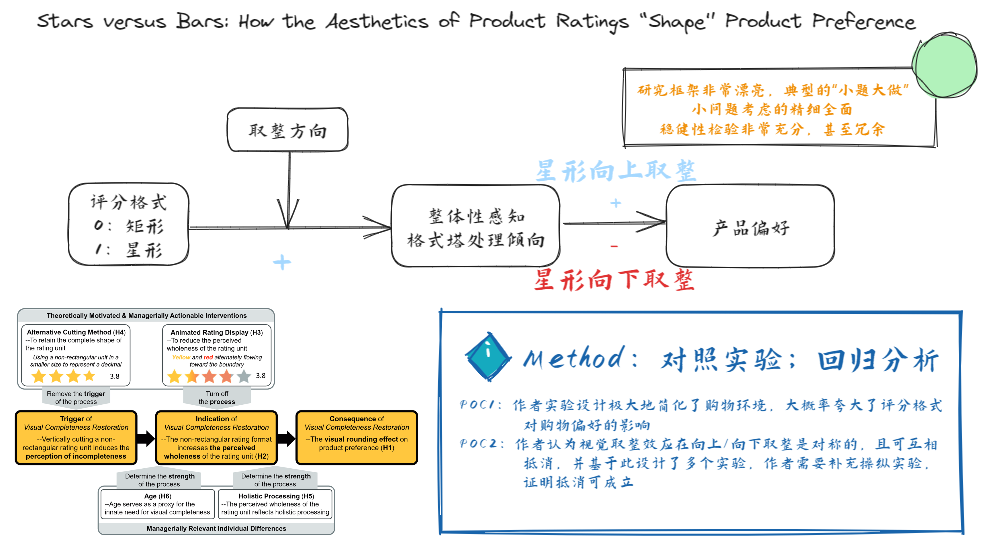 Stars versus Bars: How the Aesthetics of Product Ratings “Shape” Product Preference
研究框架非常漂亮，典型的“小题大做”
小问题考虑的精细全面
稳健性检验非常充分，甚至冗余
取整方向
评分格式
0：矩形
1：星形
+
整体性感知
格式塔处理倾向
星形向上取整
+
-
星形向下取整
产品偏好
Theoretically Motivated & Managerially Actionable Interventions
Alternative Cutting Method (H4)
--To retain the complete shape of
the rating unit
Using a non-rectangular unit in a
smaller size to represent a decimal
3.8
Animated Rating Display (H3)
--To reduce the perceived
wholeness of the rating unit
Yellow and red alternately flowing
toward the boundary
3.8
Remove the trigger
of the process
Turn off
the process
Trigger of
Visual Completeness Restoration
--Vertically cutting a non-
rectangular rating unit induces the
perception of incompleteness
Indication of
Visual Completeness Restoration
--The non-rectangular rating format
increases the perceived
wholeness of the rating unit (H2)
Consequence of
Visual Completeness Restoration
--The visual rounding effect on
product preference (H1)
Determine the strength
of the process
Determine the strength
of the process
Age (H6)
--Age serves as a proxy for the
innate need for visual completeness
Holistic Processing (H5)
--The perceived wholeness of the
rating unit reflects holistic processing
Managerially Relevant Individual Differences
Method：对照实验；回归分析
POC1：作者实验设计极大地简化了购物环境，大概率夸大了评分格式
对购物偏好的影响
POC2：作者认为视觉取整效应在向上/向下取整是对称的，且可互相
抵消，并基于此设计了多个实验，作者需要补充操纵实验，
证明抵消可成立